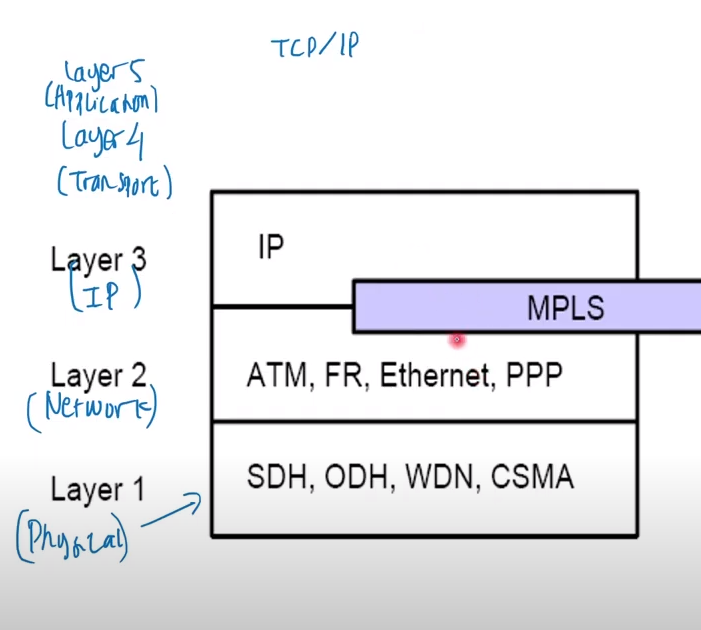 TCP/IP
Layer 5
(Application)
Layer 4
(Transport)
Layer 3
(IP)
IP
MPLS
Layer 2
(Network)
ATM, FR, Ethernet, PPP
Layer 1
(Physical)
SDH, ODH, WDN, CSMA